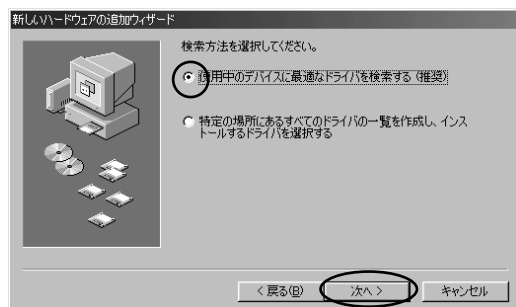 新しいハードウェアの追加ウィザード
検索方法を選択してください。
使用中のデバイスに最適なドライバを検索する (推奨)
特定の場所にあるすべてのドライバの一覧を作成し、インス
トールするドライバを選択する
< 戻る(B)
次へ >
キャンセル